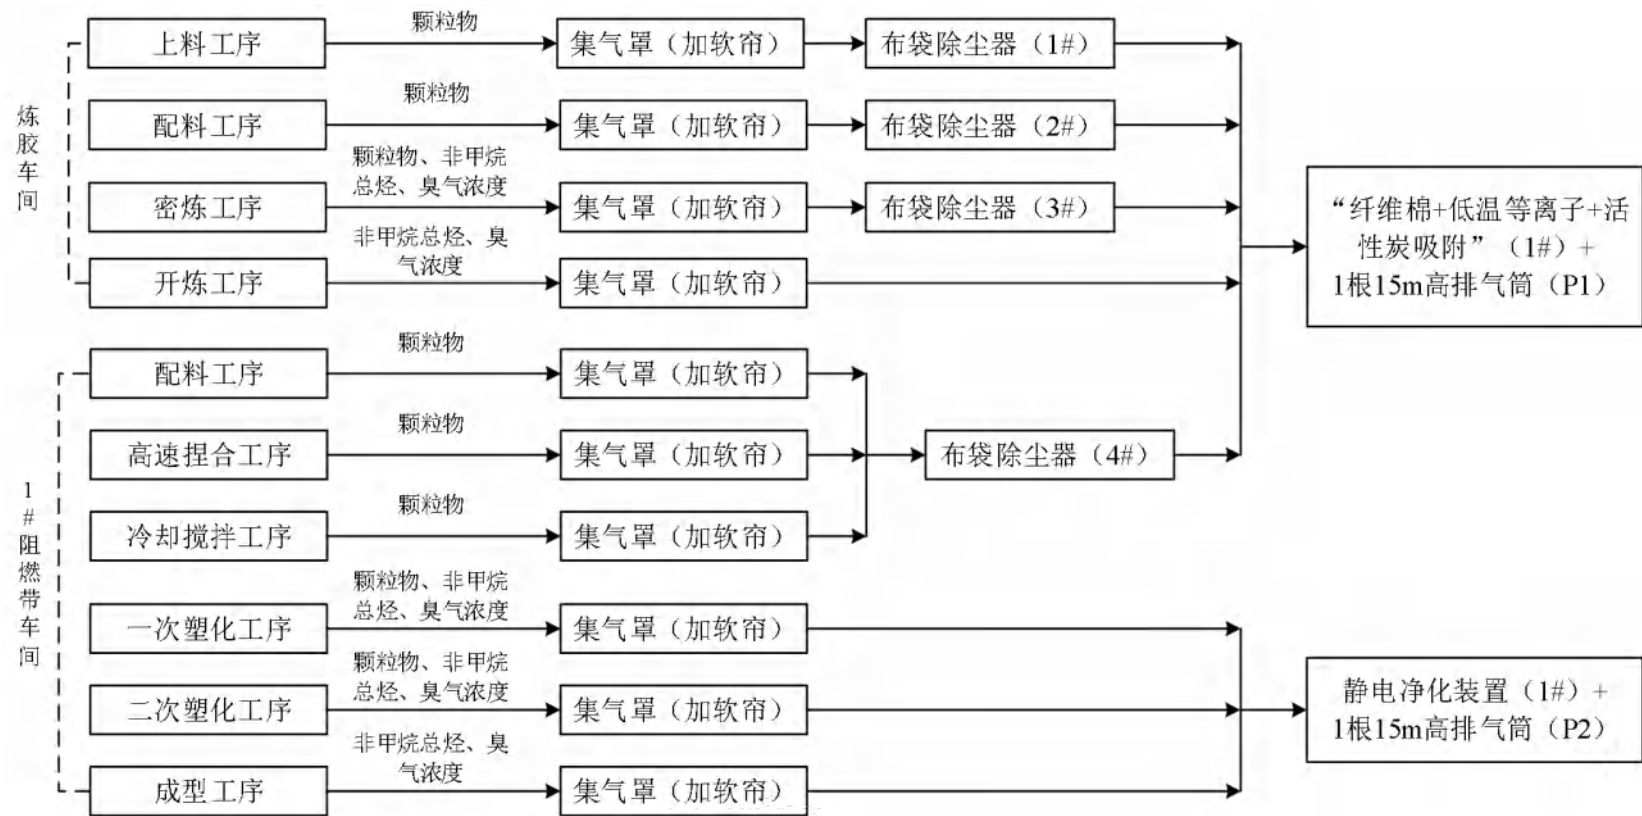 颗粒物
上料工序
集气罩（加软帘）
布袋除尘器（1#）
颗粒物
配料工序
集气罩（加软帘）
布袋除尘器（2#）
颗粒物、非甲烷
总烃、臭气浓度
密炼工序
集气罩（加软帘）
布袋除尘器（3#）
非甲烷总烃、臭
气浓度
开炼工序
集气罩（加软帘）
炼胶车间
“纤维棉+低温等离子+活
性炭吸附”（1#）+
1根15m高排气筒（P1）
颗粒物
配料工序
集气罩（加软帘）
颗粒物
高速捏合工序
集气罩（加软帘）
布袋除尘器（4#）
颗粒物
冷却搅拌工序
集气罩（加软帘）
颗粒物、非甲烷
总烃、臭气浓度
一次塑化工序
集气罩（加软帘）
颗粒物、非甲烷
总烃、臭气浓度
二次塑化工序
集气罩（加软帘）
非甲烷总烃、臭
气浓度
成型工序
集气罩（加软帘）
1#阻燃带车间
静电净化装置（1#）+
1根15m高排气筒（P2）